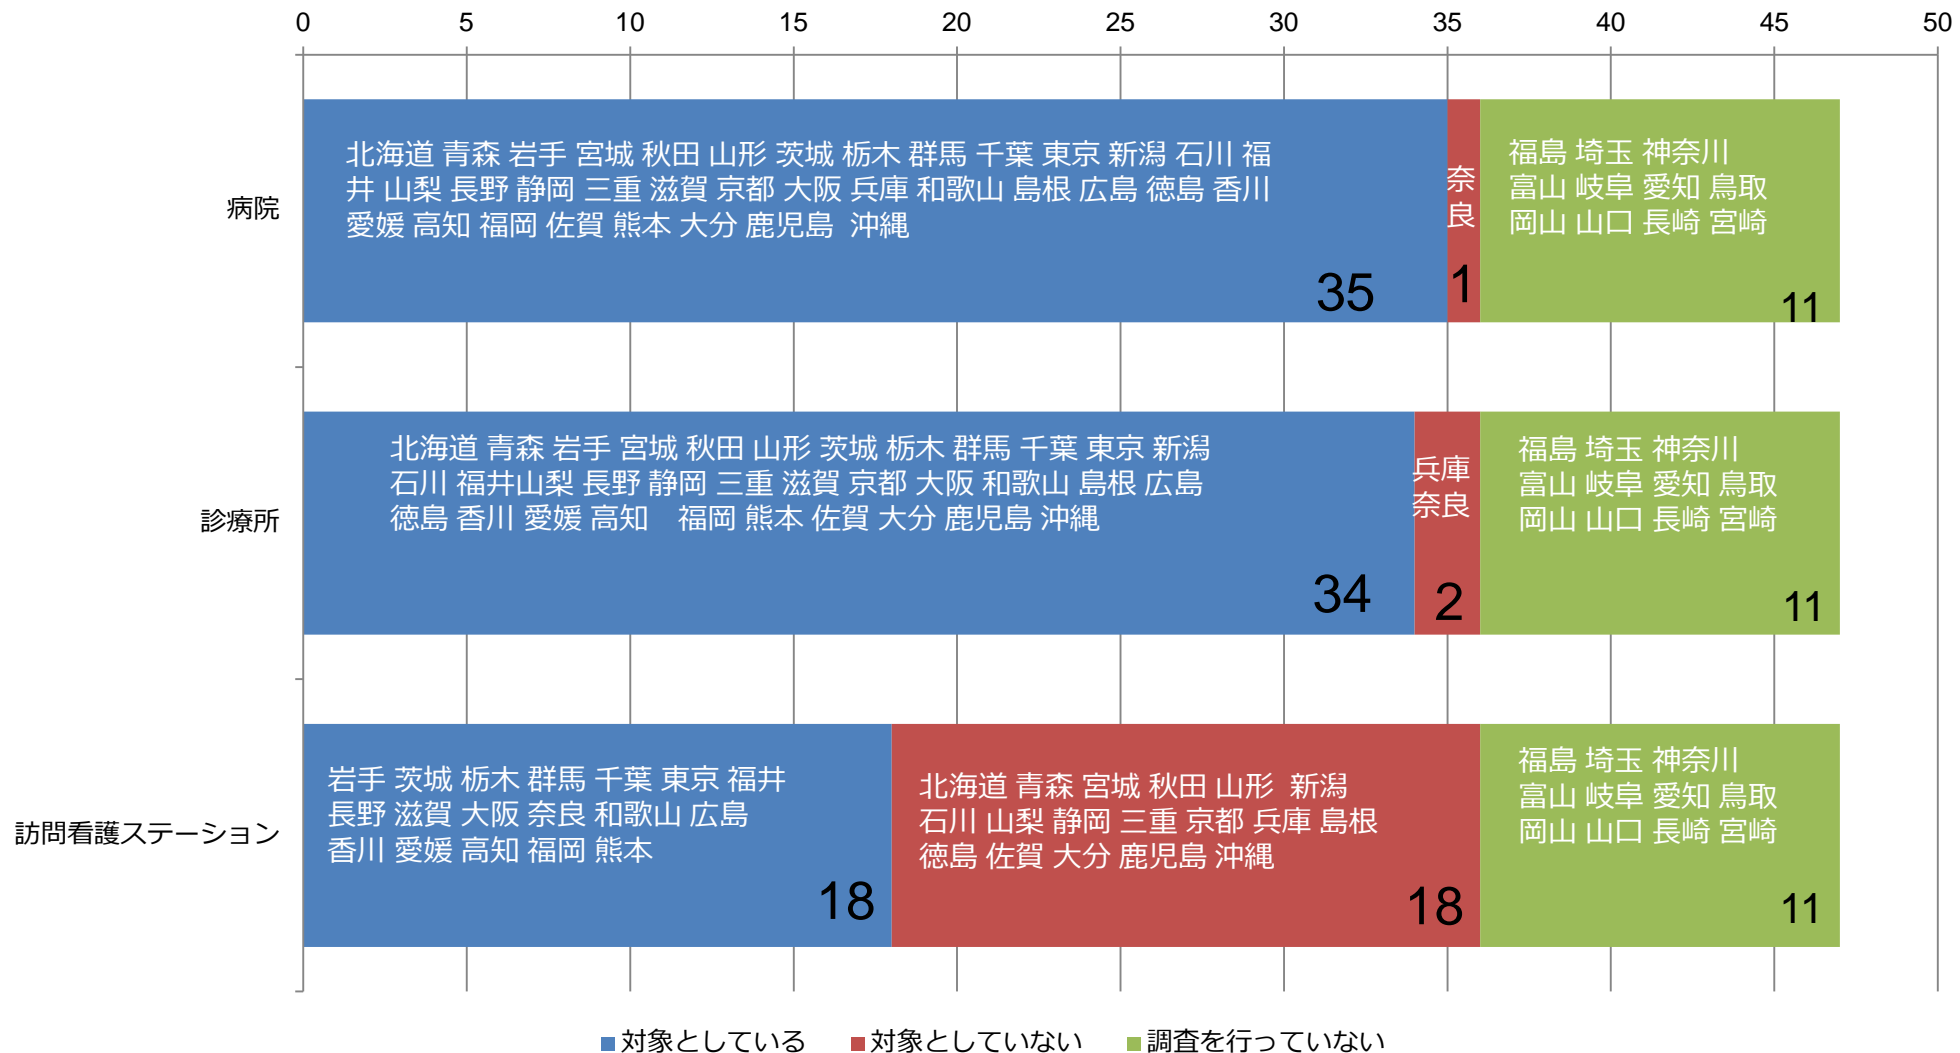 0 5 10 15 20 25 30 35 40 45 50
病院
北海道 青森 岩手 宮城 秋田 山形 茨城 栃木 群馬 千葉 東京 新潟 石川 福
井 山梨 長野 静岡 三重 滋賀 京都 大阪 兵庫 和歌山 島根 広島 徳島 香川
愛媛 高知 福岡 佐賀 熊本 大分 鹿児島 沖縄
35
奈
良
1
福島 埼玉 神奈川
富山 岐阜 愛知 鳥取
岡山 山口 長崎 宮崎
11
診療所
北海道 青森 岩手 宮城 秋田 山形 茨城 栃木 群馬 千葉 東京 新潟
石川 福井山梨 長野 静岡 三重 滋賀 京都 大阪 和歌山 島根 広島
徳島 香川 愛媛 高知 福岡 熊本 佐賀 大分 鹿児島 沖縄
34
兵庫
奈良
2
福島 埼玉 神奈川
富山 岐阜 愛知 鳥取
岡山 山口 長崎 宮崎
11
訪問看護ステーション
岩手 茨城 栃木 群馬 千葉 東京 福井
長野 滋賀 大阪 奈良 和歌山 広島
香川 愛媛 高知 福岡 熊本
18
北海道 青森 宮城 秋田 山形 新潟
石川 山梨 静岡 三重 京都 兵庫 島根
徳島 佐賀 大分 鹿児島 沖縄
18
福島 埼玉 神奈川
富山 岐阜 愛知 鳥取
岡山 山口 長崎 宮崎
11
対象としている 対象としていない 調査を行っていない